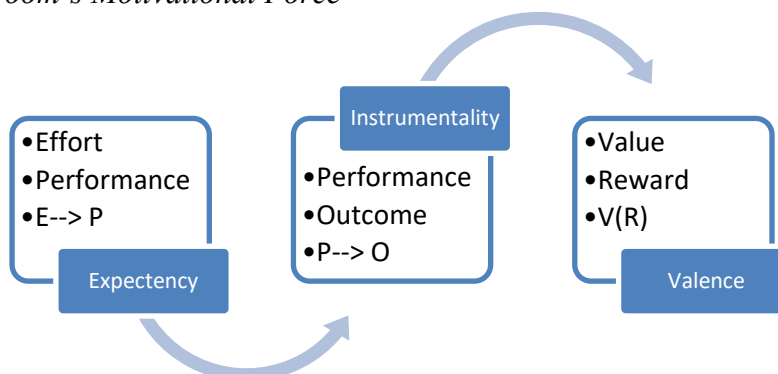 oom's Motivational Force
•Effort
•Performance
•E--> P
Expectency
Instrumentality
•Performance
•Outcome
•P--> O
•Value
•Reward
•V(R)
Valence